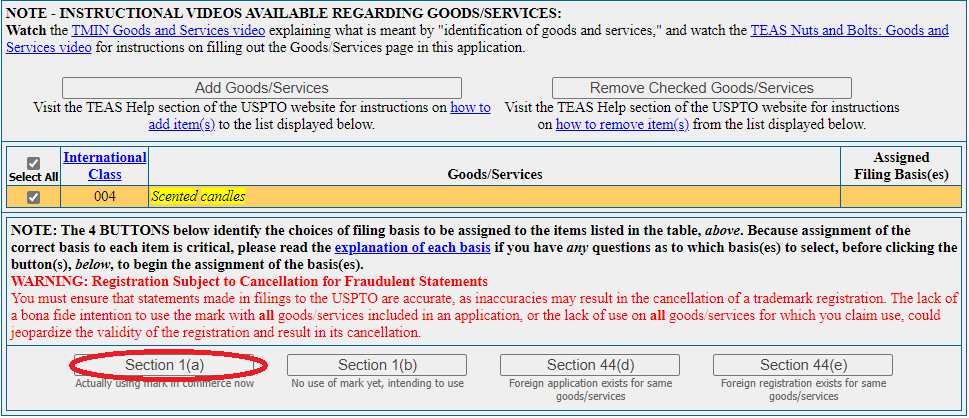 NOTE - INSTRUCTIONAL VIDEOS AVAILABLE REGARDING GOODS/SERVICES:
Watch the TMIN Goods and Services video explaining what is meant by "identification of goods and services," and watch the TEAS Nuts and Bolts: Goods and
Services video for instructions on filling out the Goods/Services page in this application.
Add Goods/Services
Visit the TEAS Help section of the USPTO website for instructions on how to
add item(s) to the list displayed below.
Remove Checked Goods/Services
Visit the TEAS Help section of the USPTO website for instructions
on how to remove item(s) from the list displayed below.
Select All
International
Class
Goods/Services
Assigned
Filing Basis(es)
004
Scented candles
NOTE: The 4 BUTTONS below identify the choices of filing basis to be assigned to the items listed in the table, above. Because assignment of the
correct basis to each item is critical, please read the explanation of each basis if you have any questions as to which basis(es) to select, before clicking the
button(s), below, to begin the assignment of the basis(es).
WARNING: Registration Subject to Cancellation for Fraudulent Statements
You must ensure that statements made in filings to the USPTO are accurate, as inaccuracies may result in the cancellation of a trademark registration. The lack of
a bona fide intention to use the mark with all goods/services included in an application, or the lack of use on all goods/services for which you claim use, could
jeopardize the validity of the registration and result in its cancellation.
Section 1(a)
Actually using mark in commerce now
Section 1(b)
No use of mark yet, intending to use
Section 44(d)
Foreign application exists for same
goods/services
Section 44(e)
Foreign registration exists for same
goods/services